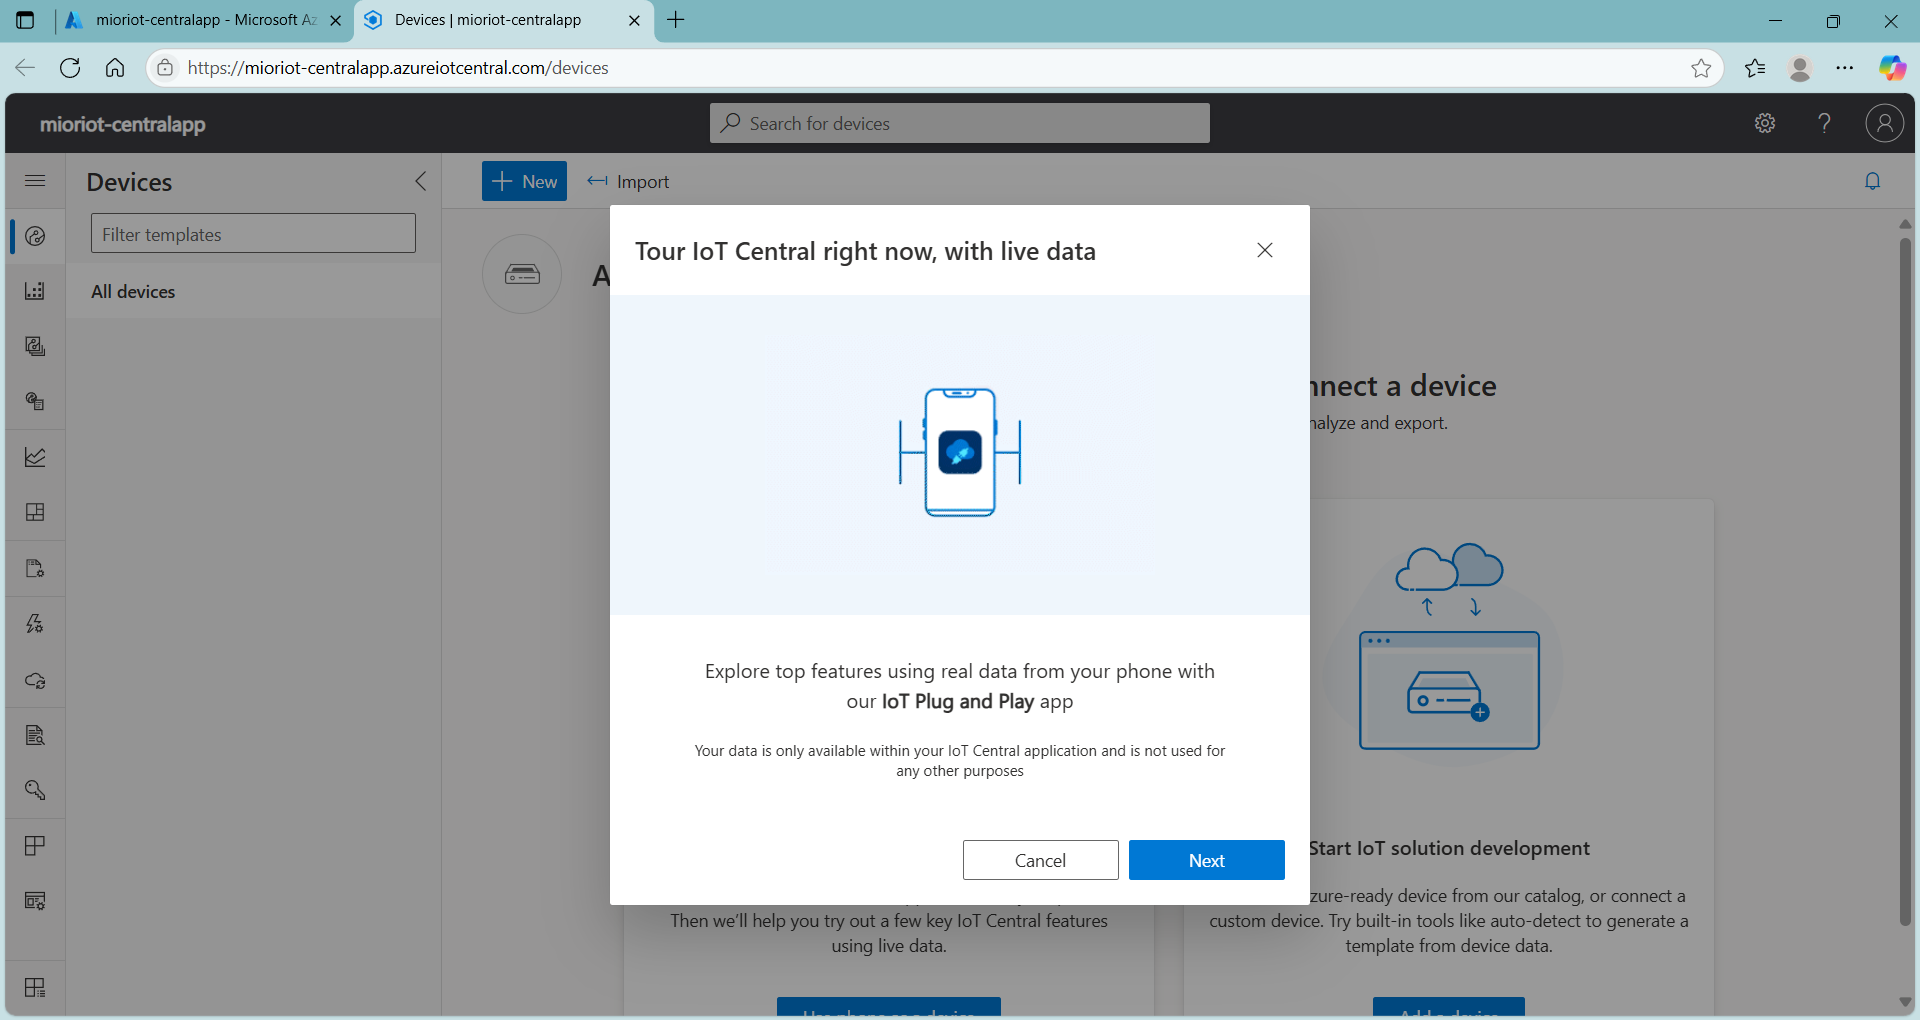 mioriot-centralapp - Microsoft Az
Devices | mioriot-centralapp
https://mioriot-centralapp.azureiotcentral.com/devices
mioriot-centralapp
Search for devices
?
Devices
New
Import
Filter templates
All devices
A
Tour IoT Central right now, with live data
nnect a device
nalyze and export.
Explore top features using real data from your phone with
our IoT Plug and Play app
Your data is only available within your IoT Central application and is not used for
any other purposes
Cancel
Next
Then we'll help you try out a few key IoT Central features
using live data.
Use phone as a device
Start IoT solution development
zure-ready device from our catalog, or connect a
custom device. Try built-in tools like auto-detect to generate a
template from device data.
Add a device